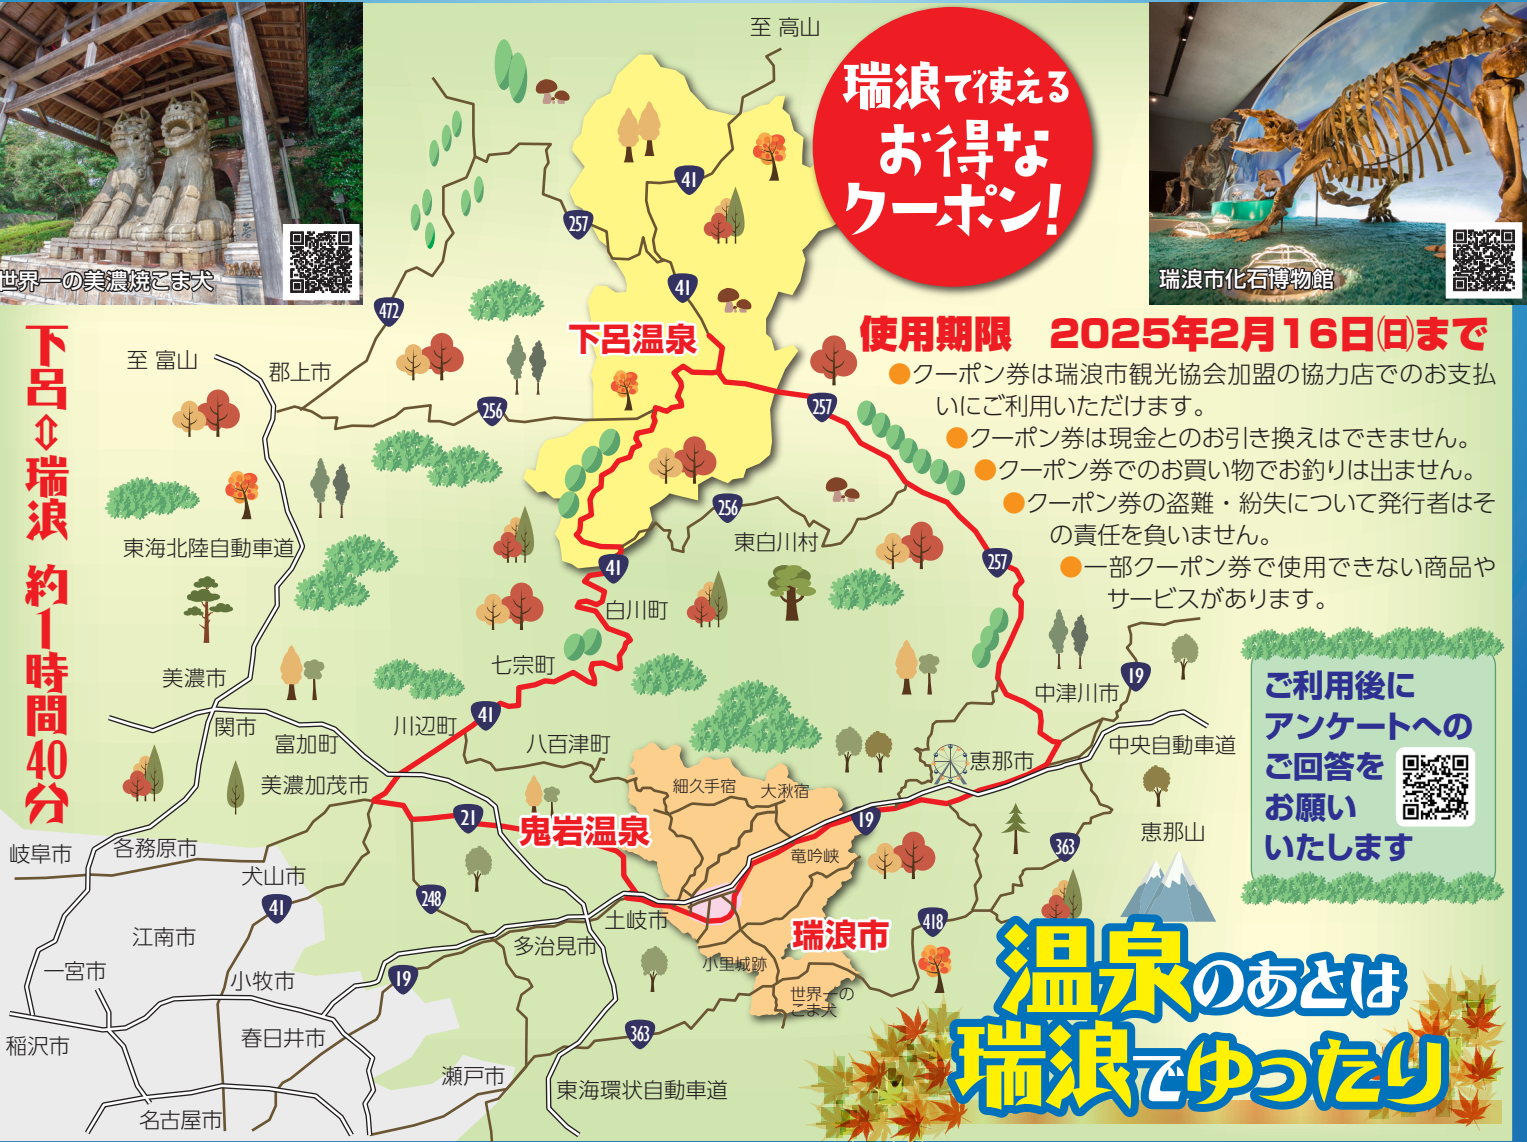 至 高山
瑞浪で使える
お得な
クーポン!
世界一の美濃焼こま犬
瑞浪市化石博物館
下呂⇔瑞浪 約1時間40分
使用期限 2025年2月16日(日)まで
●クーポン券は瑞浪市観光協会加盟の協力店でのお支払
いにご利用いただけます。
●クーポン券は現金とのお引き換えはできません。
●クーポン券でのお買い物でお釣りは出ません。
●クーポン券の盗難・紛失について発行者はそ
の責任を負いません。
●一部クーポン券で使用できない商品や
サービスがあります。
ご利用後に
アンケートへの
ご回答を
お願い
いたします
41
257
41
472
下呂温泉
至 富山
郡上市
256
257
256
東白川村
東海北陸自動車道
41
257
白川町
七宗町
美濃市
中津川市
19
関市
富加町
川辺町
41
八百津町
恵那市
中央自動車道
美濃加茂市
細久手宿
大湫宿
21
鬼岩温泉
19
恵那山
岐阜市
各務原市
竜吟峡
363
犬山市
41
248
土岐市
瑞浪市
418
江南市
多治見市
小里城跡
一宮市
小牧市
19
世界一の
こま犬
稲沢市
春日井市
363
瀬戸市
東海環状自動車道
名古屋市
温泉のあとは
瑞浪でゆったり